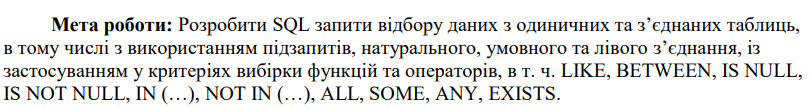 Мета роботи: Розробити SQL запити відбору даних з одиничних та з’єднаних таблиць,
в тому числі з використанням підзапитів, натурального, умовного та лівого з’єднання, із
застосуванням у критеріях вибірки функцій та операторів, в т. ч. LIKE, BETWEEN, IS NULL,
IS NOT NULL, IN (…), NOT IN (…), ALL, SOME, ANY, EXISTS.